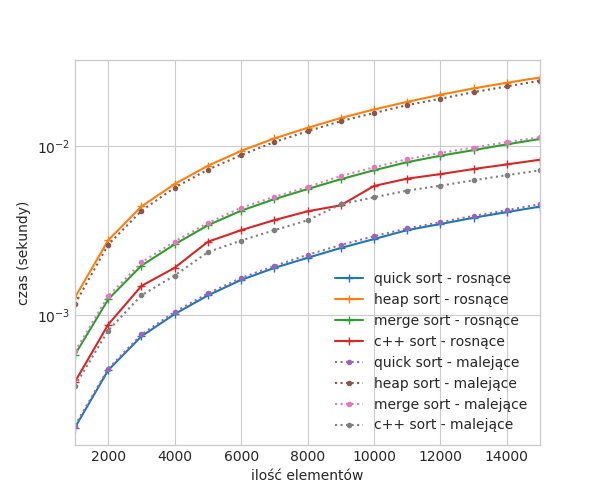 10⁻²
10⁻³
czas (sekundy)
quick sort - rosnące
heap sort - rosnące
merge sort - rosnące
c++ sort - rosnące
quick sort - malejące
heap sort - malejące
merge sort - malejące
c++ sort - malejące
2000 4000 6000 8000 10000 12000 14000
ilość elementów